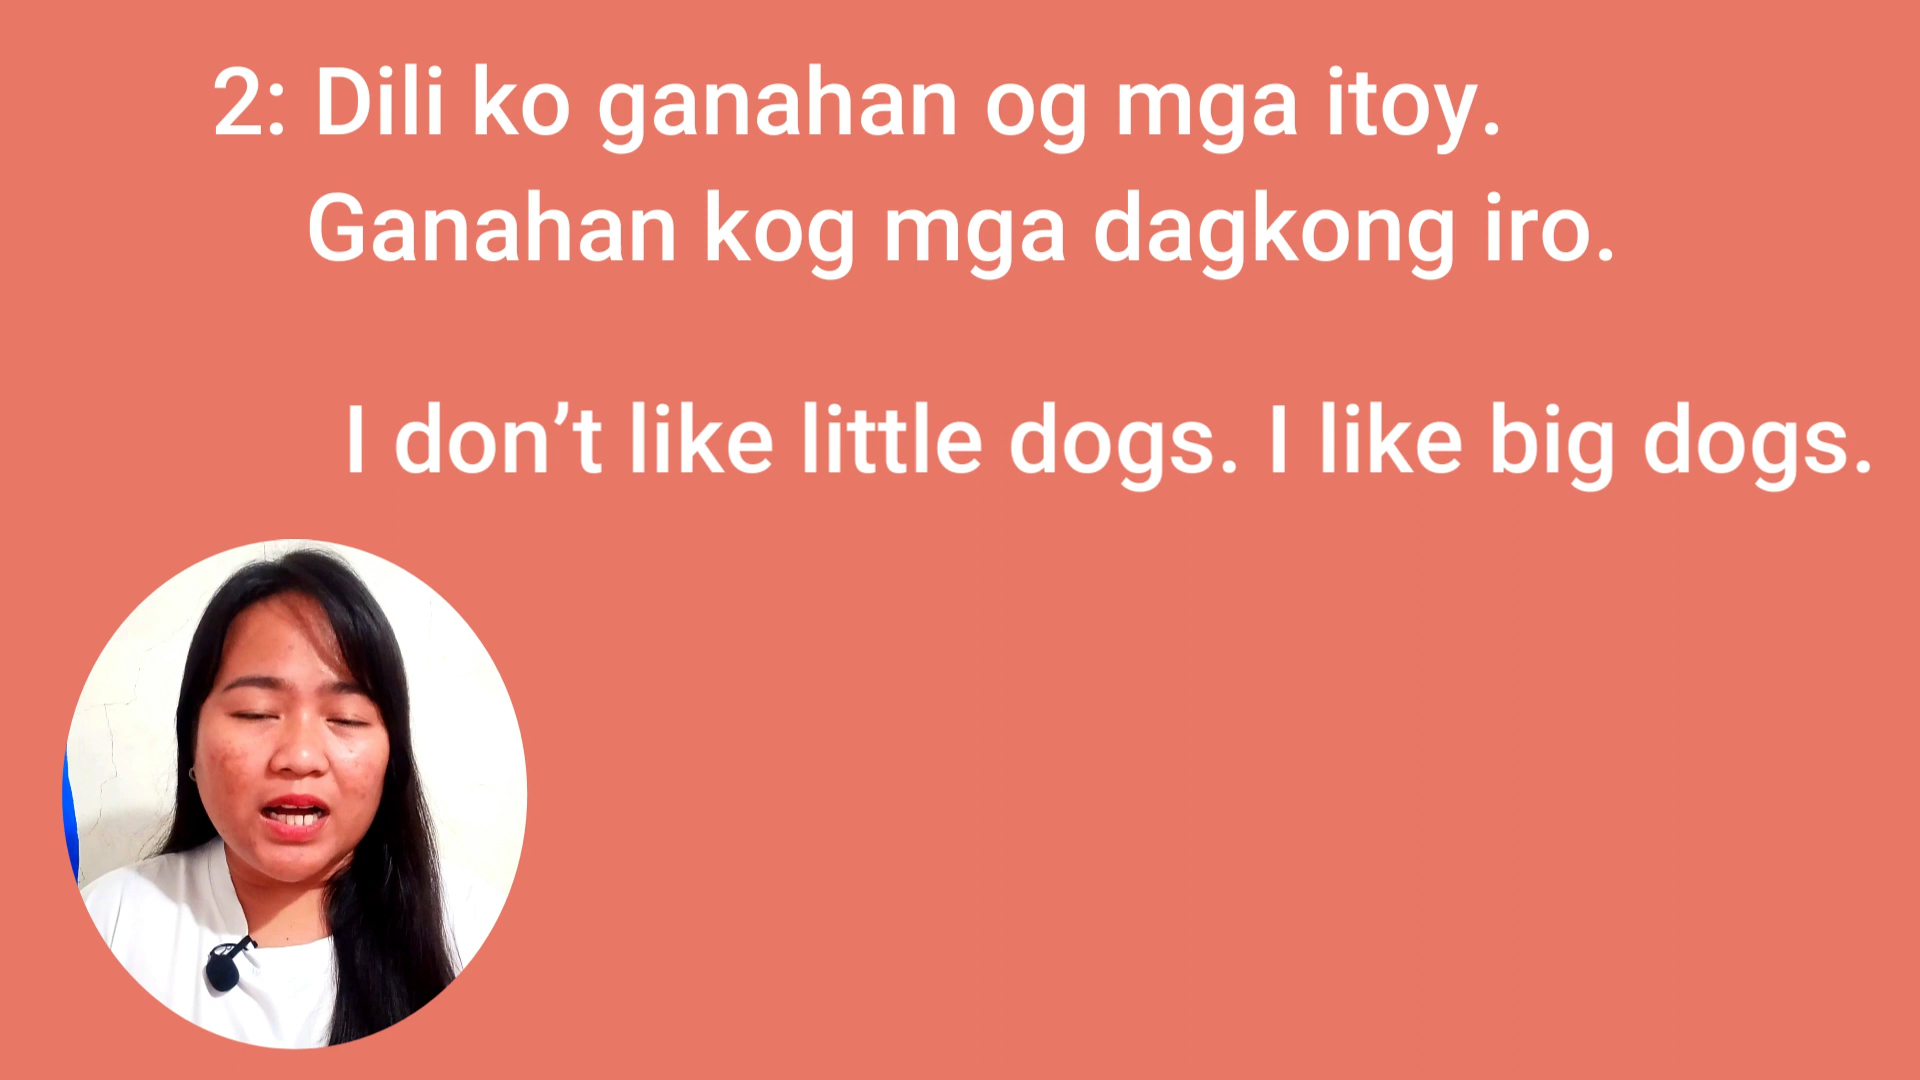 2: Dili ko ganahan og mga itoy.
Ganahan kog mga dagkong iro.
I don’t like little dogs. I like big dogs.